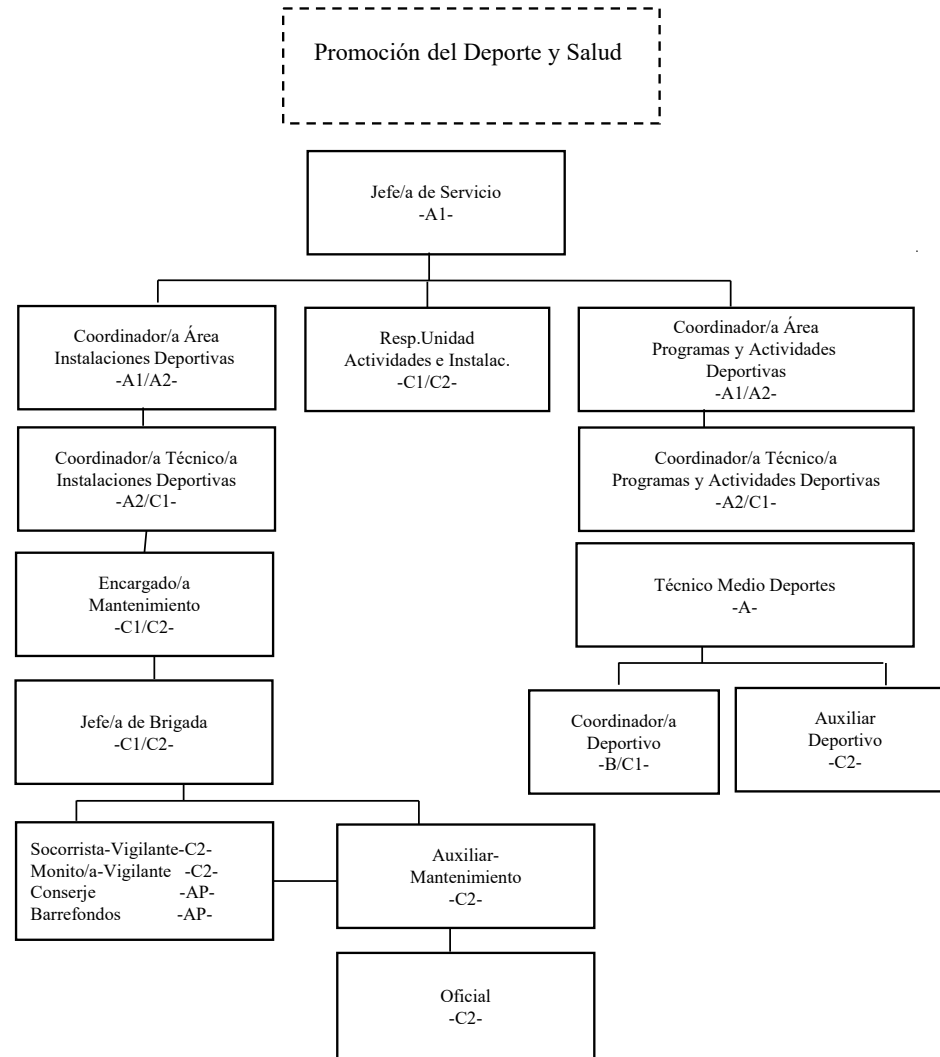 Promoción del Deporte y Salud
Jefe/a de Servicio
-A1-
Coordinador/a Área
Instalaciones Deportivas
-A1/A2-
Resp.Unidad
Actividades e Instalac.
-C1/C2-
Coordinador/a Área
Programas y Actividades
Deportivas
-A1/A2-
Coordinador/a Técnico/a
Instalaciones Deportivas
-A2/C1-
Coordinador/a Técnico/a
Programas y Actividades Deportivas
-A2/C1-
Encargado/a
Mantenimiento
-C1/C2-
Técnico Medio Deportes
-A-
Jefe/a de Brigada
-C1/C2-
Coordinador/a
Deportivo
-B/C1-
Auxiliar
Deportivo
-C2-
Socorrista-Vigilante-C2-
Monito/a-Vigilante -C2-
Conserje -AP-
Barrefondos -AP-
Auxiliar-
Mantenimiento
-C2-
Oficial
-C2-